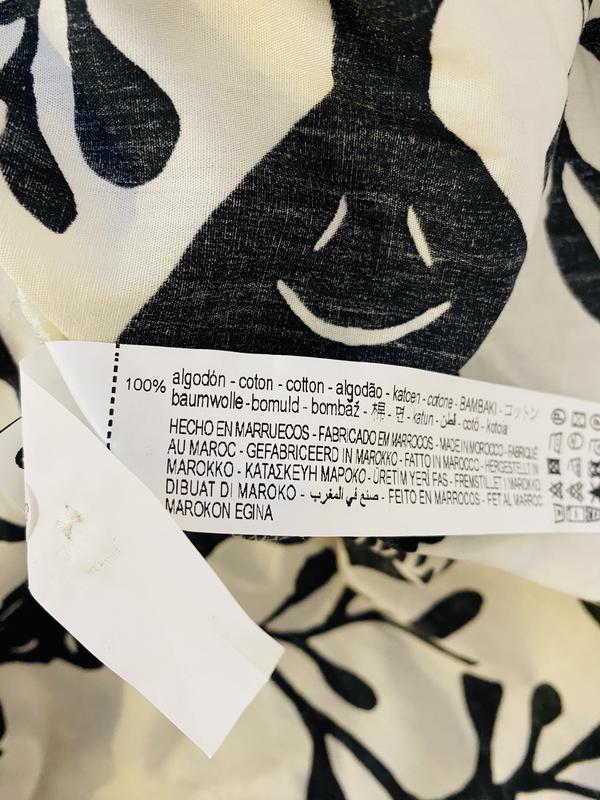 100% algodón - coton - cotton - algodão - katoen - cotone - BAMBAKI - コットン
baumwolle - bomuld - bombaž - 棉 - 면 - katun - قطن - cotó - kotoia
HECHO EN MARRUECOS - FABRICADO EM MARROCOS - MADE IN MOROCCO - FABRIQUÉ
AU MAROC - GEFABRICEERD IN MAROKKO - FATTO IN MAROCCO - HERGESTELLT IN
MAROKKO - ΚΑΤΑΣΚΕΥΗ ΜΑΡΟΚΟ - ÜRETİM YERİ FAS - FREMSTILLET I MAROKKO
DIBUAT DI MAROKO - صنع في المغرب - FEITO EN MARROCOS - FET AL MARROC
MAROKON EGINA